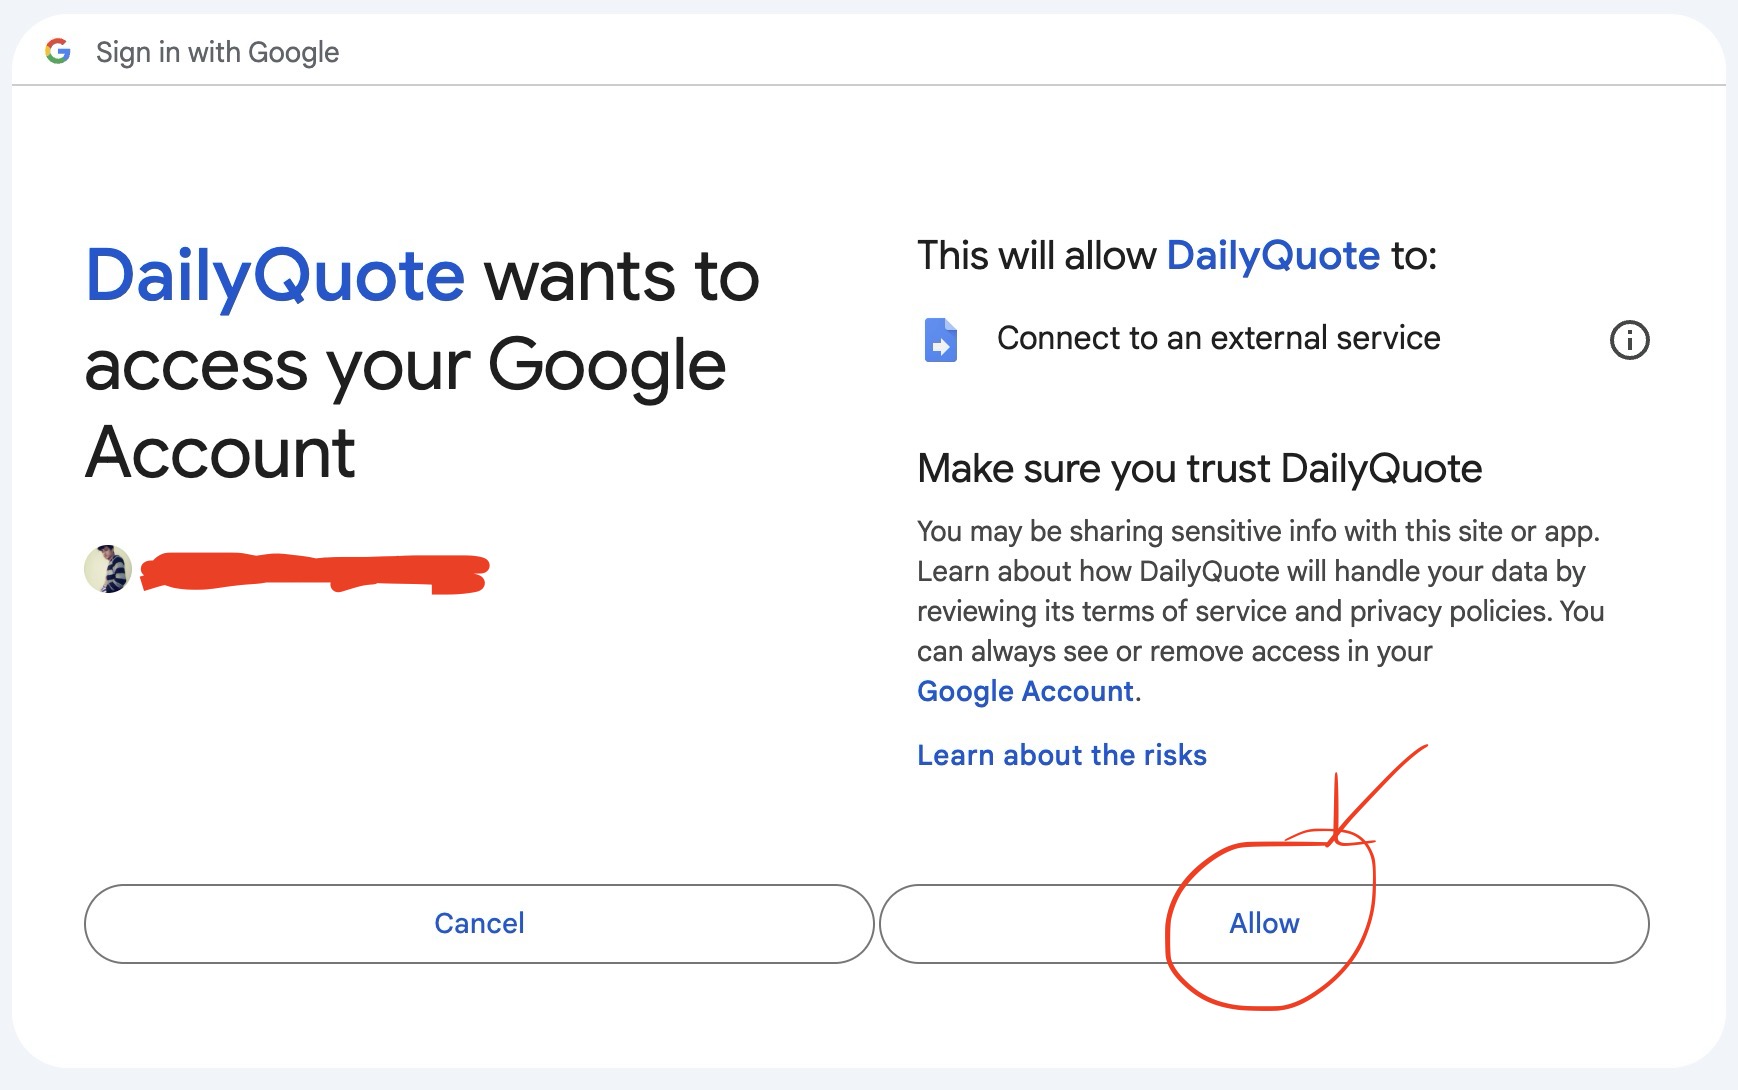 Sign in with Google
DailyQuote wants to
access your Google
Account
This will allow DailyQuote to:
Connect to an external service
Make sure you trust DailyQuote
You may be sharing sensitive info with this site or app.
Learn about how DailyQuote will handle your data by
reviewing its terms of service and privacy policies. You
can always see or remove access in your
Google Account.
Learn about the risks
Cancel
Allow